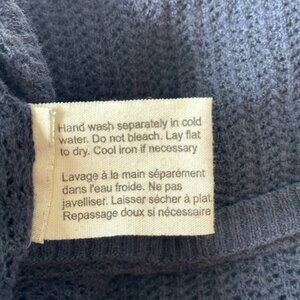 Hand wash separately in cold
water. Do not bleach. Lay flat
to dry. Cool iron if necessary
Lavage à la main séparément
dans l'eau froide. Ne pas
javelliser. Laisser sécher à plat
Repassage doux si nécessaire